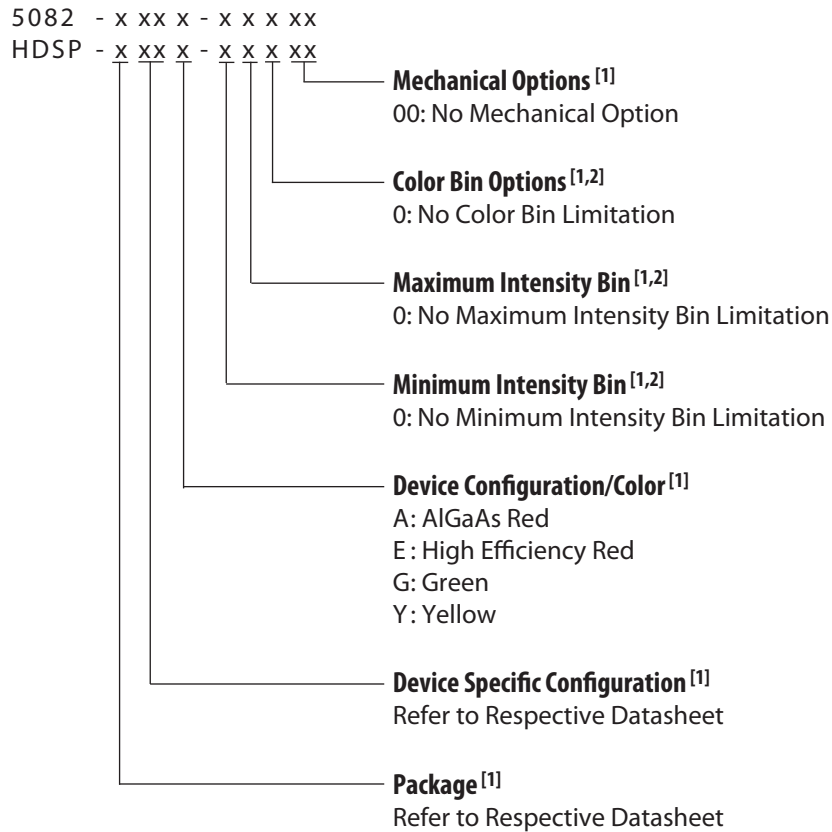 5082 - x xx x - x x x xx
HDSP - x xx x - x x x xx
Mechanical Options [1]
00: No Mechanical Option
Color Bin Options [1,2]
0: No Color Bin Limitation
Maximum Intensity Bin [1,2]
0: No Maximum Intensity Bin Limitation
Minimum Intensity Bin [1,2]
0: No Minimum Intensity Bin Limitation
Device Configuration/Color [1]
A: AlGaAs Red
E : High Efficiency Red
G: Green
Y : Yellow
Device Specific Configuration [1]
Refer to Respective Datasheet
Package [1]
Refer to Respective Datasheet